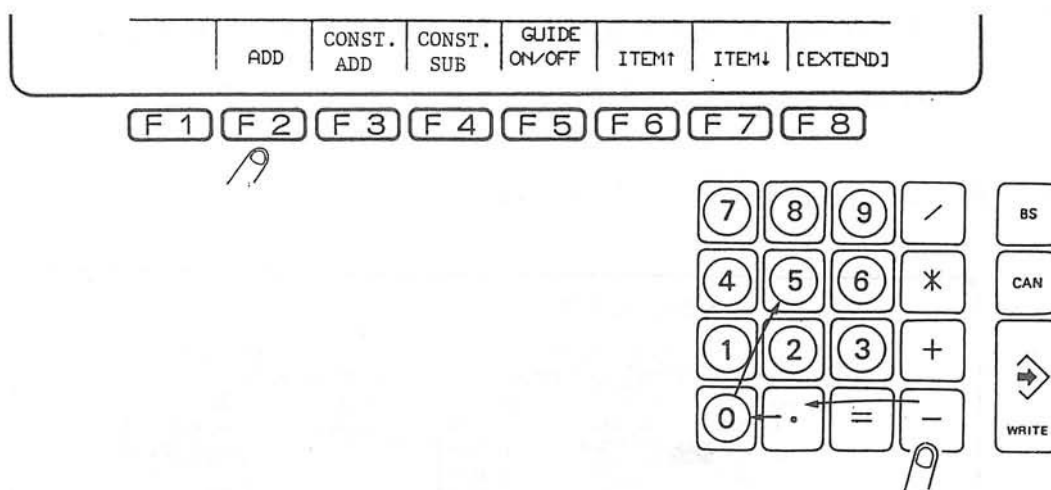 ADD
CONST. ADD
CONST. SUB
GUIDE ON/OFF
ITEM↑
ITEM↓
[EXTEND]
F 1
F 2
F 3
F 4
F 5
F 6
F 7
F 8
7 8 9 /
BS
4 5 6 *
CAN
1 2 3 +
0 . = -
WRITE